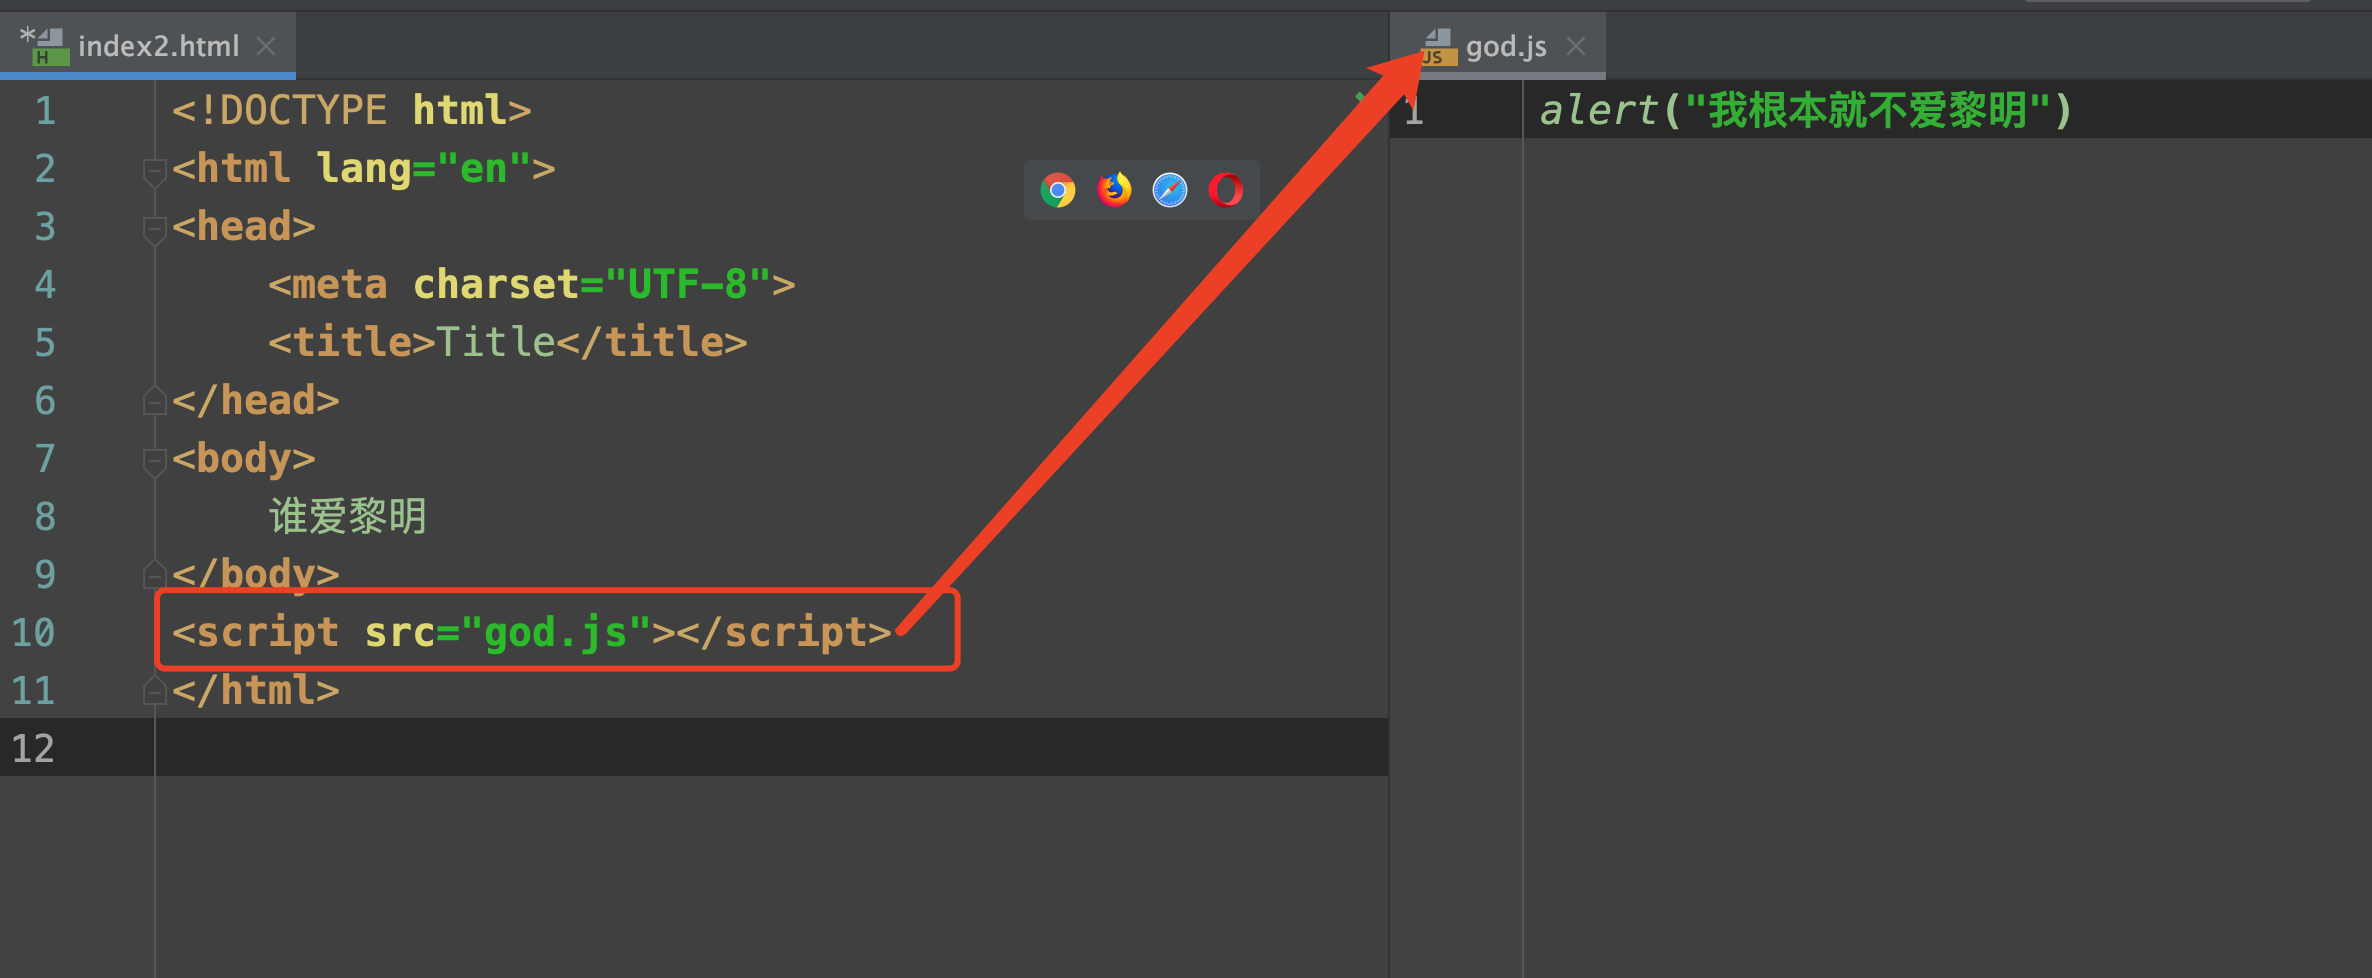 * H index2.html
JS god.js
1 <!DOCTYPE html>
2 <html lang="en">
3 <head>
4 <meta charset="UTF-8">
5 <title>Title</title>
6 </head>
7 <body>
8 谁爱黎明
9 </body>
10 <script src="god.js"></script>
11 </html>
12
1 alert("我根本就不爱黎明")